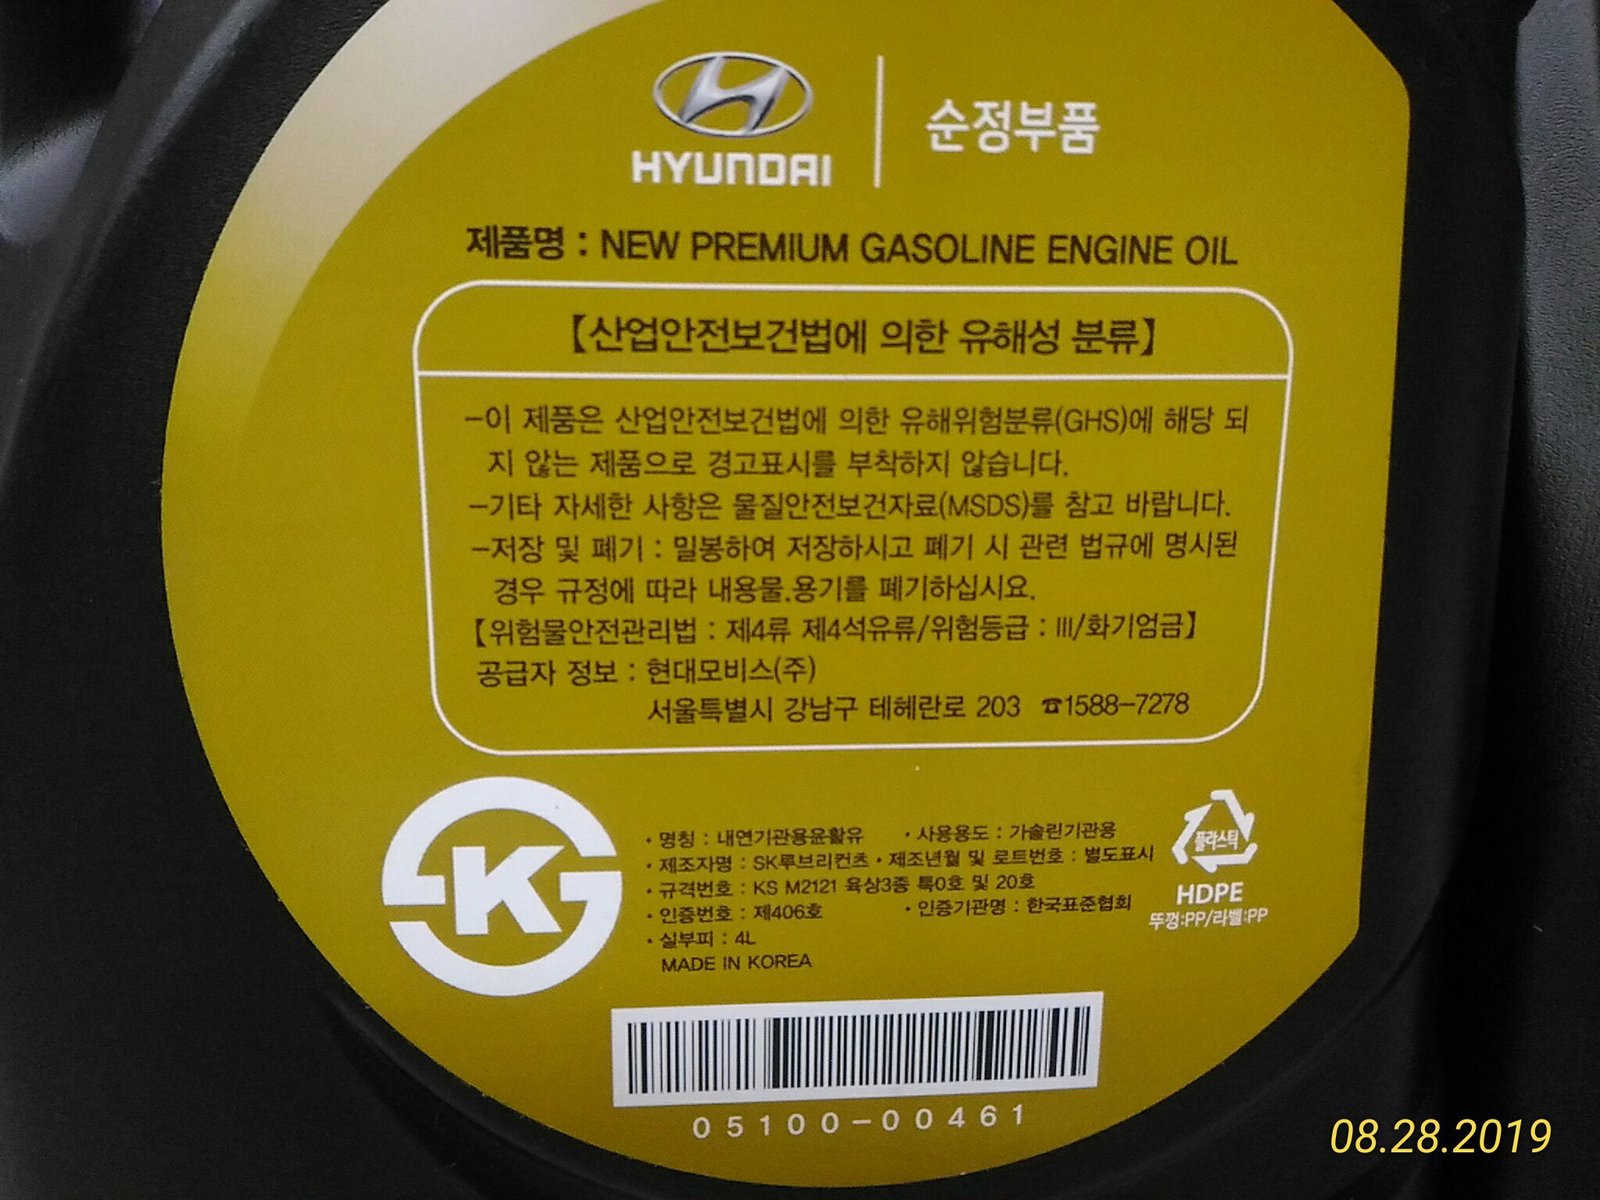 HYUNDAI
순정부품
제품명 : NEW PREMIUM GASOLINE ENGINE OIL
【산업안전보건법에 의한 유해성 분류】
-이 제품은 산업안전보건법에 의한 유해위험분류(GHS)에 해당 되
지 않는 제품으로 경고표시를 부착하지 않습니다.
-기타 자세한 사항은 물질안전보건자료(MSDS)를 참고 바랍니다.
-저장 및 폐기 : 밀봉하여 저장하시고 폐기 시 관련 법규에 명시된
경우 규정에 따라 내용물.용기를 폐기하십시요.
【위험물안전관리법 : 제4류 제4석유류/위험등급 : III/화기엄금】
공급자 정보 : 현대모비스(주)
서울특별시 강남구 테헤란로 203 ☎1588-7278
K
• 명칭 : 내연기관용윤활유 • 사용용도 : 가솔린기관용
• 제조자명 : SK루브리컨츠 • 제조년월 및 로트번호 : 별도표시
• 규격번호 : KS M2121 육상3종 특0호 및 20호
• 인증번호 : 제406호 • 인증기관명 : 한국표준협회
• 실부피 : 4L
MADE IN KOREA
플라스틱
HDPE
뚜껑:PP/라벨:PP
05100-00461
08.28.2019